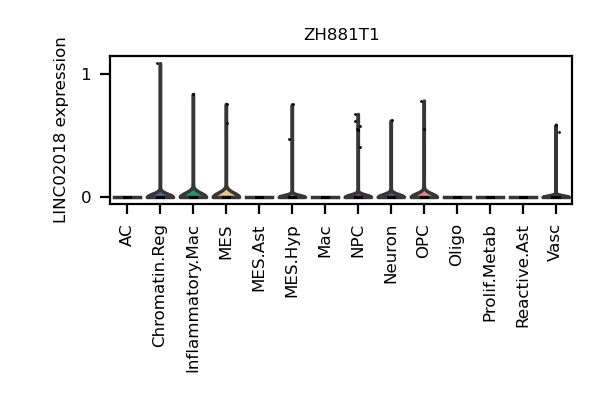 ZH881T1
LINC02018 expression
1
0
AC
Chromatin.Reg
Inflammatory.Mac
MES
MES.Ast
MES.Hyp
Mac
NPC
Neuron
OPC
Oligo
Prolif.Metab
Reactive.Ast
Vasc